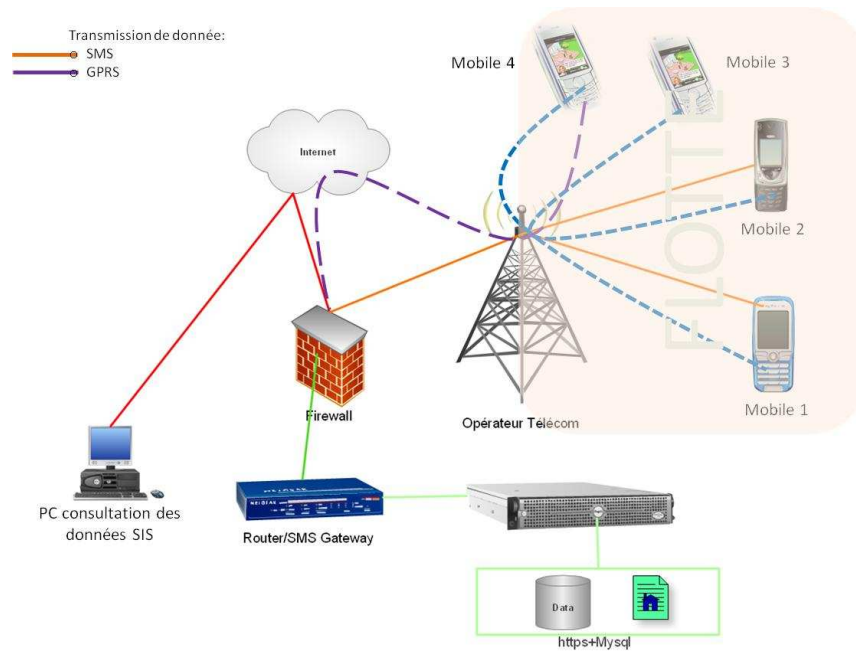 Transmission de donnée:
SMS
GPRS
Mobile 4
Mobile 3
Internet
FLOTTE
Mobile 2
Mobile 1
Firewall
Opérateur Télécom
PC consultation des
données SIS
NETGEAR
Router/SMS Gateway
Data
https+Mysql